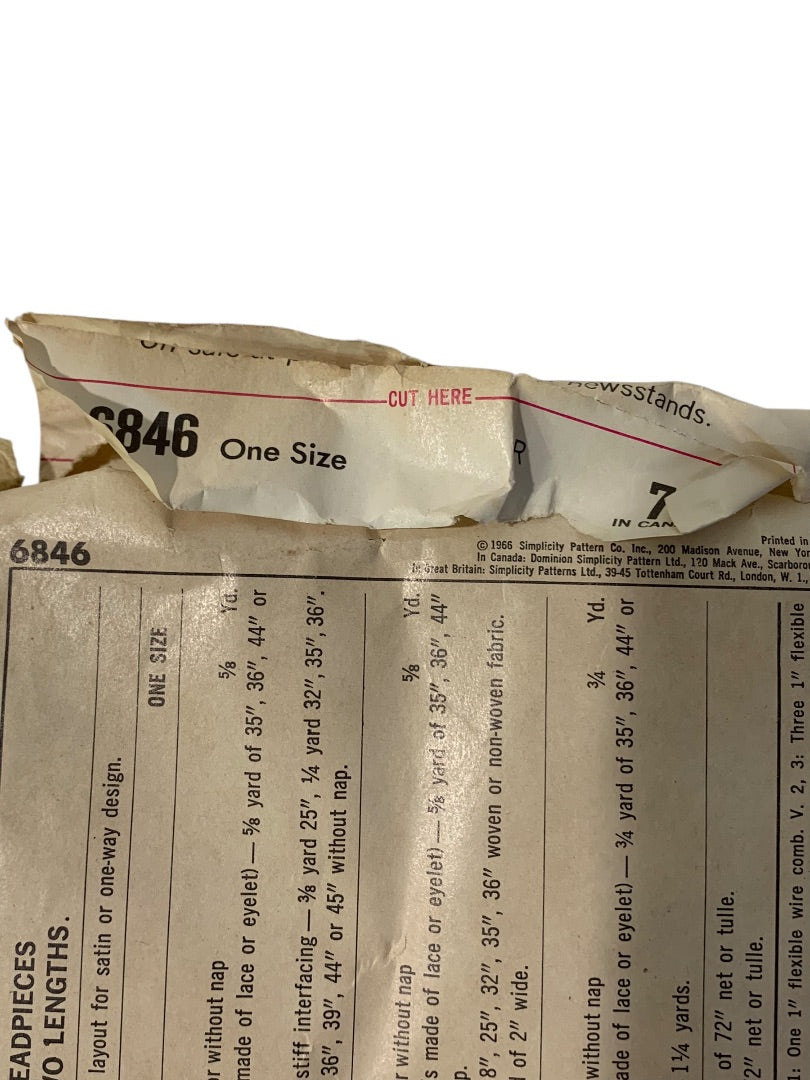 newsstands.
CUT HERE
6846 One Size
R
7
IN CAN
6846
© 1966 Simplicity Pattern Co. Inc., 200 Madison Avenue, New Yor
In Canada: Dominion Simplicity Pattern Ltd., 120 Mack Ave., Scarboro
In Great Britain: Simplicity Patterns Ltd., 39-45 Tottenham Court Rd., London, W. 1.,
Printed in
EADPIECES
VO LENGTHS.
layout for satin or one-way design.
ONE SIZE
r without nap 5/8 Yd.
made of lace or eyelet) — 5/8 yard of 35", 36", 44" or
stiff interfacing — 3/8 yard 25", 1/4 yard 32", 35", 36".
36", 39", 44" or 45" without nap.
r without nap 5/8 Yd.
s made of lace or eyelet) — 5/8 yard of 35", 36", 44"
p.
8", 25", 32", 35", 36" woven or non-woven fabric.
of 2" wide.
without nap 3/4 Yd.
ade of lace or eyelet) — 3/4 yard of 35", 36", 44" or
1 1/4 yards.
of 72" net or tulle.
2" net or tulle.
1: One 1" flexible wire comb. V. 2, 3: Three 1" flexible